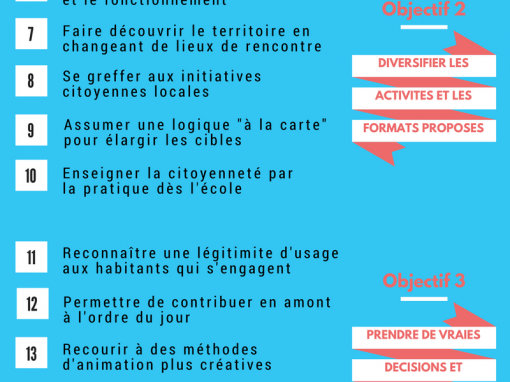 et le fonctionnement
7
Faire découvrir le territoire en
changeant de lieux de rencontre
8
Se greffer aux initiatives
citoyennes locales
9
Assumer une logique "à la carte"
pour élargir les cibles
10
Enseigner la citoyenneté par
la pratique dès l'école
Objectif 2
DIVERSIFIER LES
ACTIVITES ET LES
FORMATS PROPOSES
11
Reconnaître une légitimite d'usage
aux habitants qui s'engagent
12
Permettre de contribuer en amont
à l'ordre du jour
13
Recourir à des méthodes
d'animation plus créatives
Objectif 3
PRENDRE DE VRAIES
DECISIONS ET